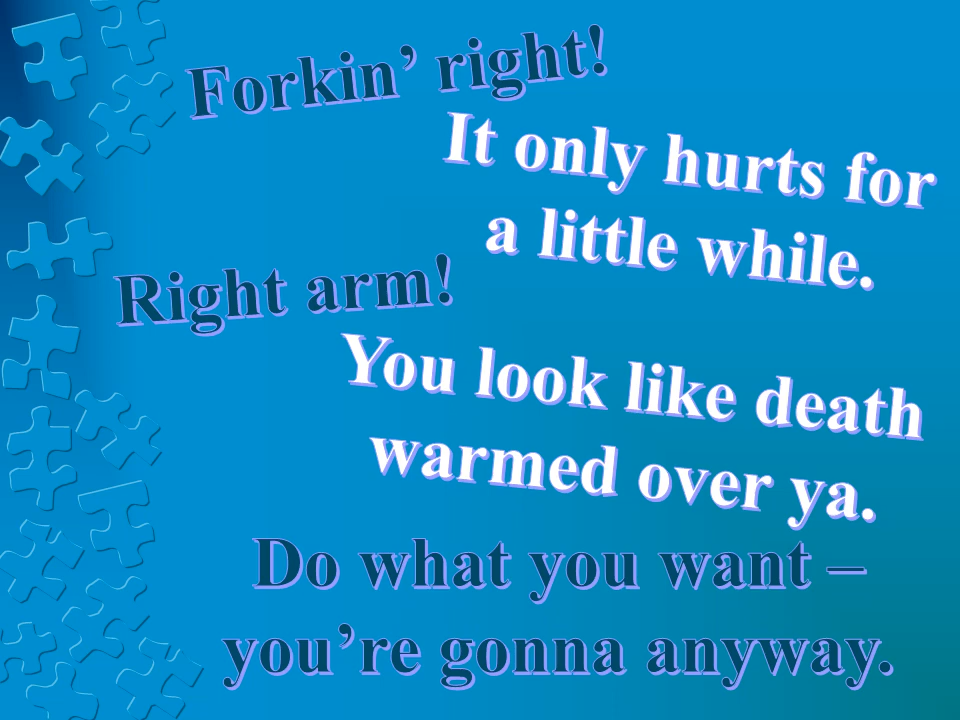 Forkin’ right!
It only hurts for
a little while.
Right arm!
You look like death
warmed over ya.
Do what you want –
you’re gonna anyway.